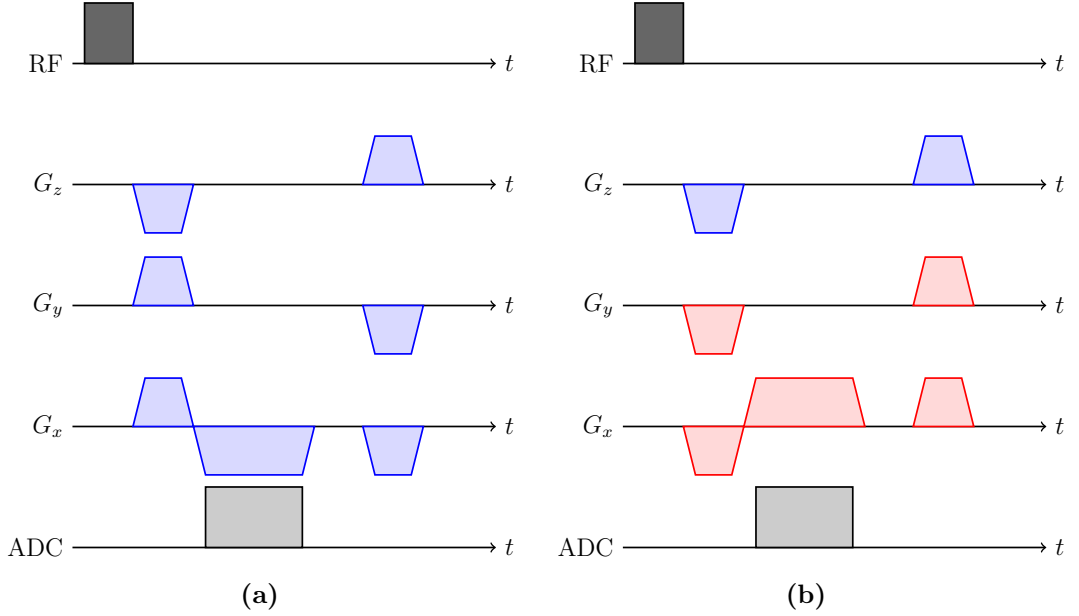 RF t RF t
G_z t G_z t
G_y t G_y t
G_x t G_x t
ADC t ADC t
(a) (b)